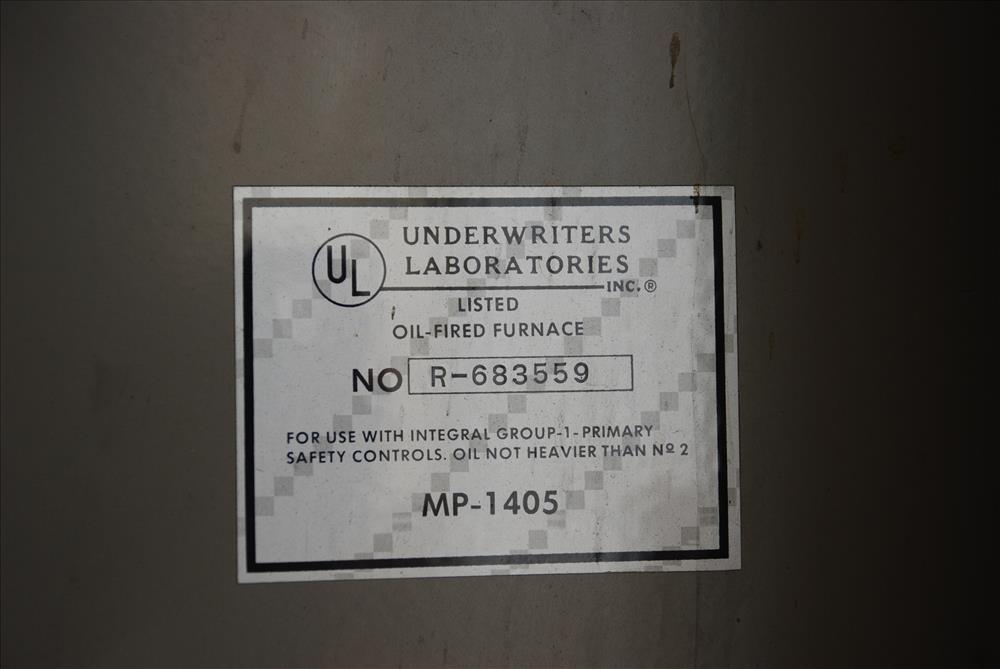 UL
UNDERWRITERS
LABORATORIES
INC.®
LISTED
OIL-FIRED FURNACE
NO R-683559
FOR USE WITH INTEGRAL GROUP-1-PRIMARY
SAFETY CONTROLS. OIL NOT HEAVIER THAN Nº 2
MP-1405